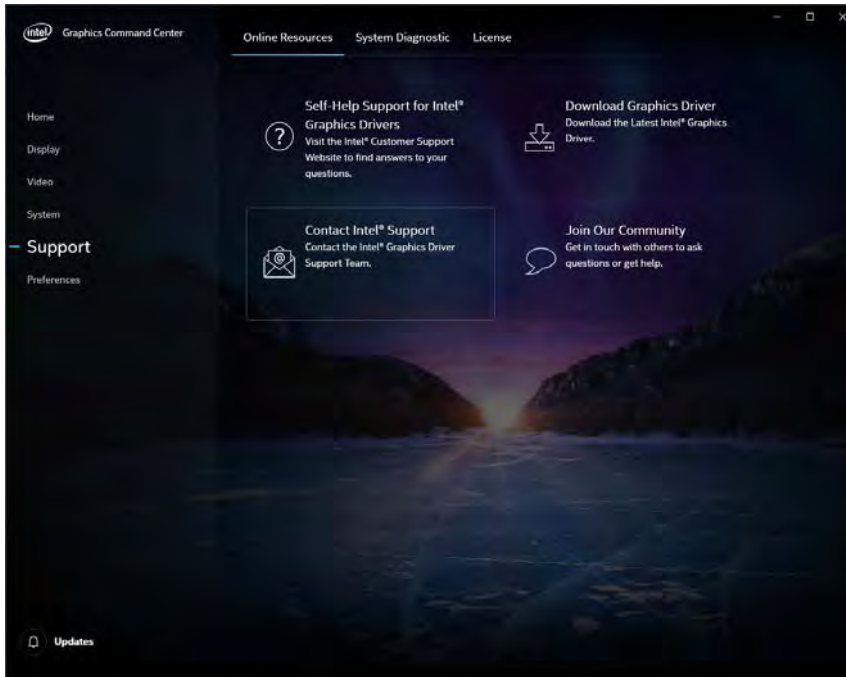 intel Graphics Command Center
Online Resources System Diagnostic License
Home
Display
Video
System
Support
Preferences
Self-Help Support for Intel®
Graphics Drivers
Visit the Intel® Customer Support
Website to find answers to your
questions.
Download Graphics Driver
Download the Latest Intel® Graphics
Driver.
Contact Intel® Support
Contact the Intel® Graphics Driver
Support Team.
Join Our Community
Get in touch with others to ask
questions or get help.
Updates